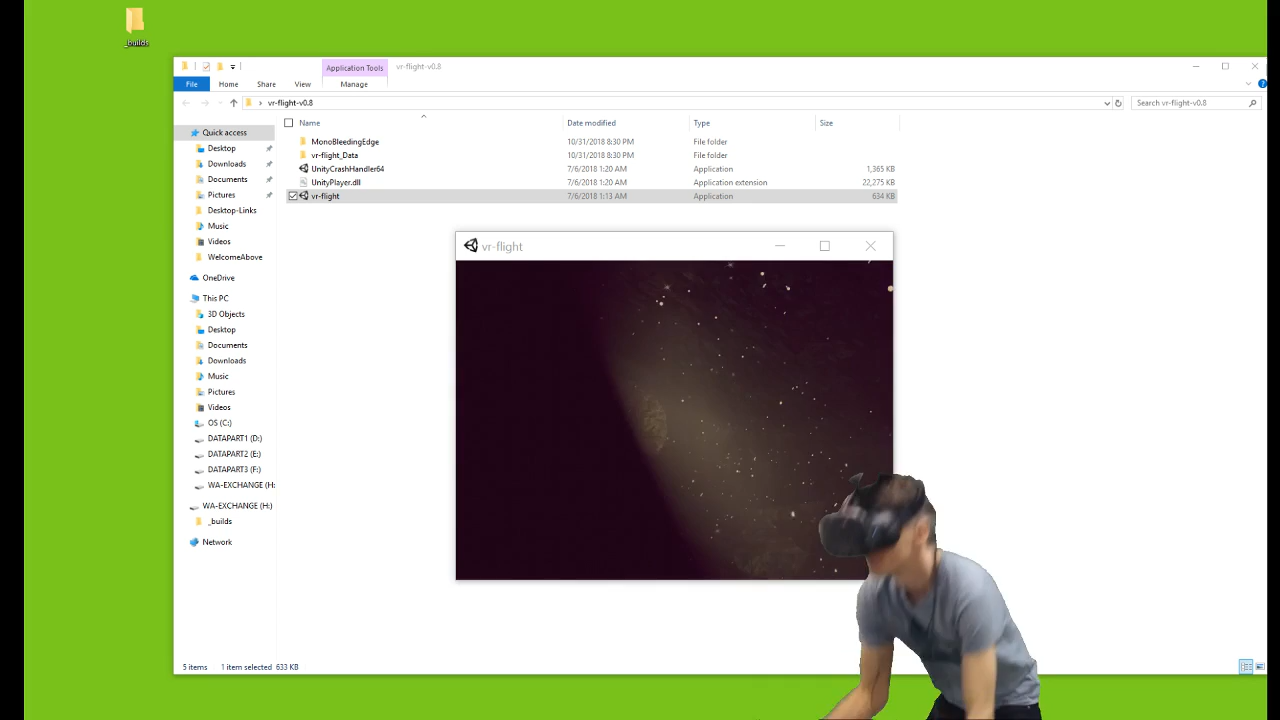 _builds
Application Tools
vr-flight-v0.8
File
Home
Share
View
Manage
vr-flight-v0.8
Search vr-flight-v0.8
Name
Date modified
Type
Size
MonoBleedingEdge 10/31/2018 8:30 PM File folder
vr-flight_Data 10/31/2018 8:30 PM File folder
UnityCrashHandler64 7/6/2018 1:20 AM Application 1,365 KB
UnityPlayer.dll 7/6/2018 1:20 AM Application extension 22,275 KB
vr-flight 7/6/2018 1:13 AM Application 634 KB
Quick access
Desktop
Downloads
Documents
Pictures
Desktop-Links
Music
Videos
WelcomeAbove
OneDrive
This PC
3D Objects
Desktop
Documents
Downloads
Music
Pictures
Videos
OS (C:)
DATAPART1 (D:)
DATAPART2 (E:)
DATAPART3 (F:)
WA-EXCHANGE (H:
WA-EXCHANGE (H:)
_builds
Network
vr-flight
5 items 1 item selected 633 KB